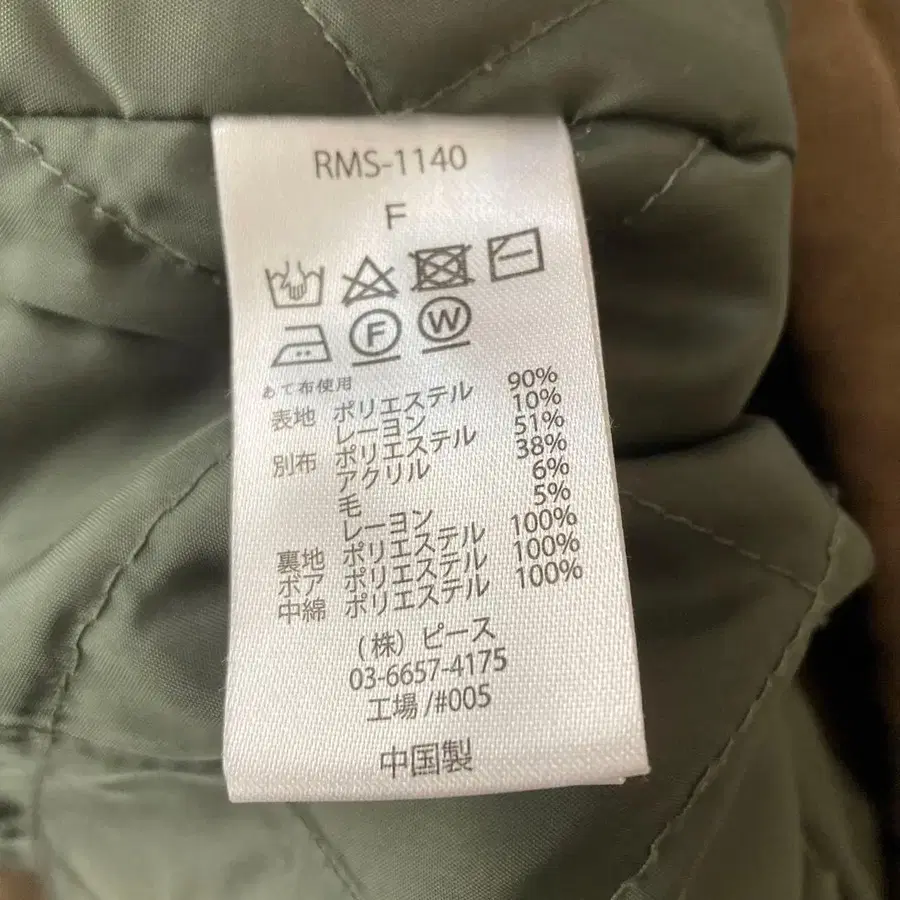 RMS-1140
F
F W
あて布使用
表地 ポリエステル 90%
レーヨン 10%
別布 ポリエステル 51%
アクリル 38%
毛 6%
レーヨン 5%
裏地 ポリエステル 100%
ボア ポリエステル 100%
中綿 ポリエステル 100%
（株）ピース
03-6657-4175
工場/#005
中国製